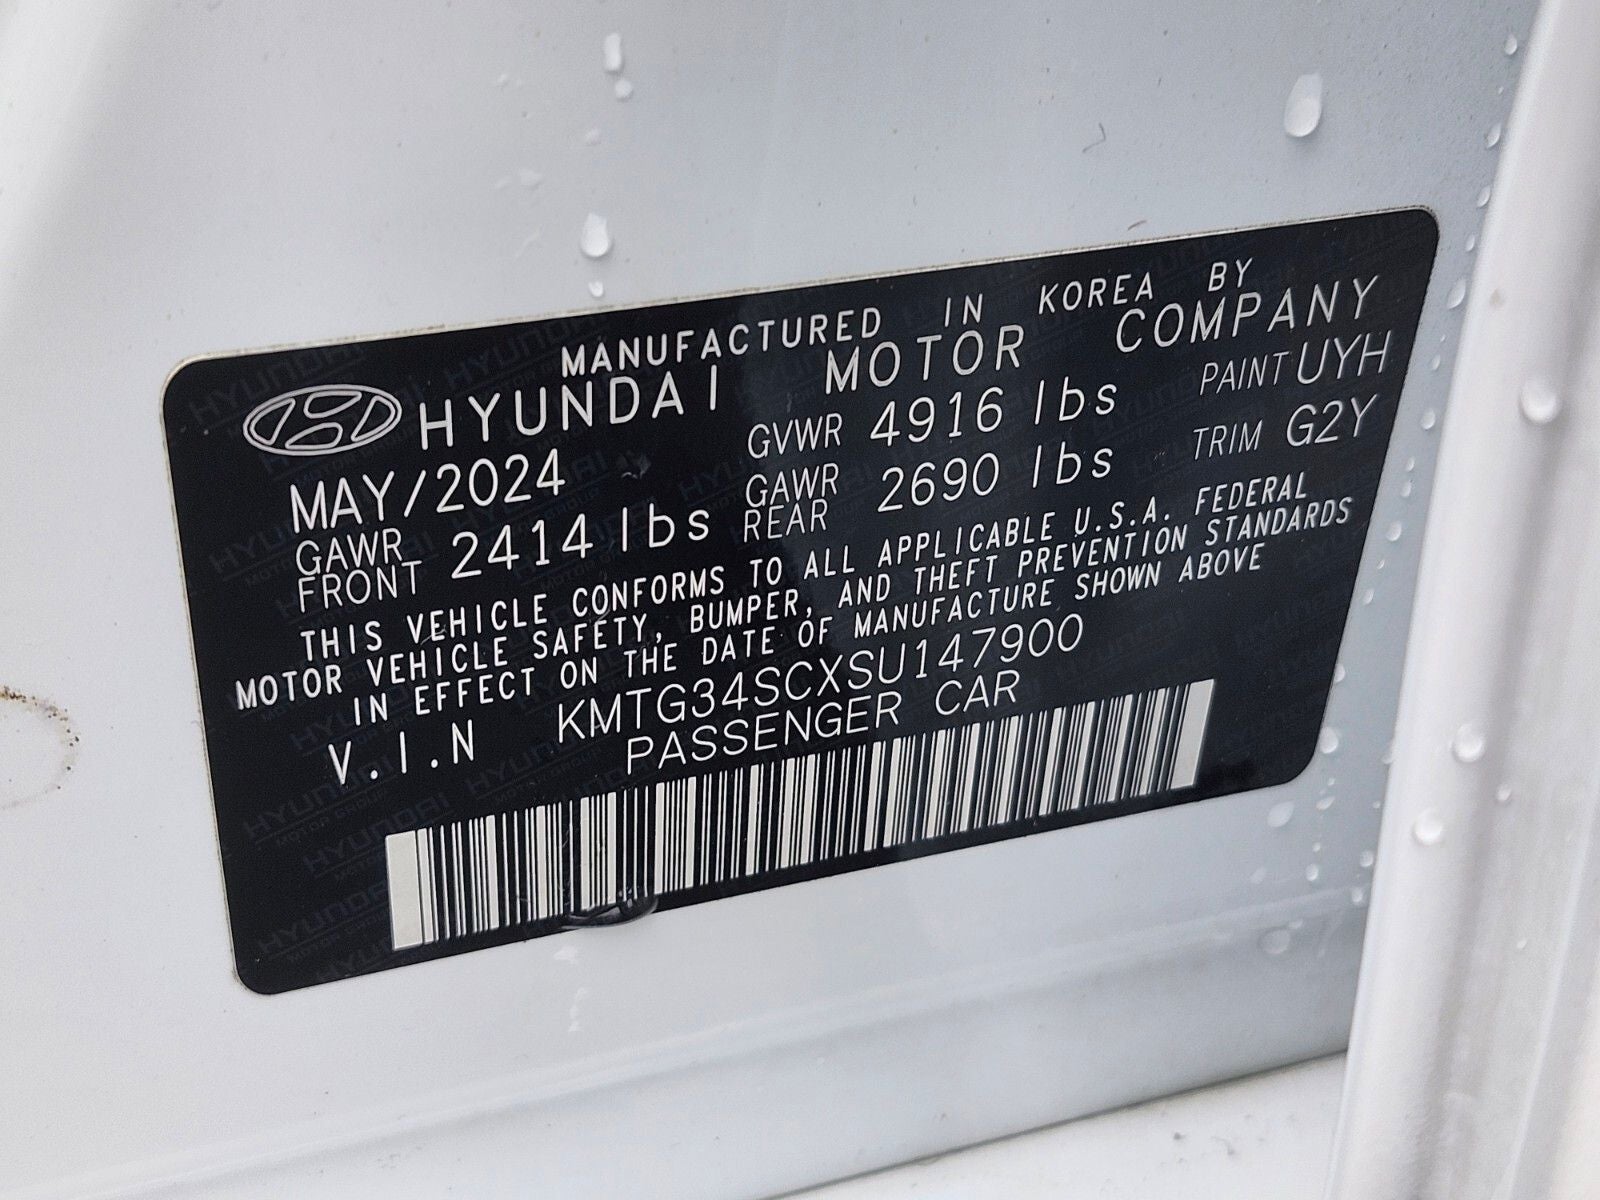 MANUFACTURED IN KOREA BY
HYUNDAI MOTOR COMPANY
MAY/2024 GVWR 4916 lbs PAINT UYH
GAWR FRONT 2414 lbs GAWR REAR 2690 lbs TRIM G2Y
THIS VEHICLE CONFORMS TO ALL APPLICABLE U.S.A. FEDERAL
MOTOR VEHICLE SAFETY, BUMPER, AND THEFT PREVENTION STANDARDS
IN EFFECT ON THE DATE OF MANUFACTURE SHOWN ABOVE
V.I.N KMTG34SCXSU147900
PASSENGER CAR